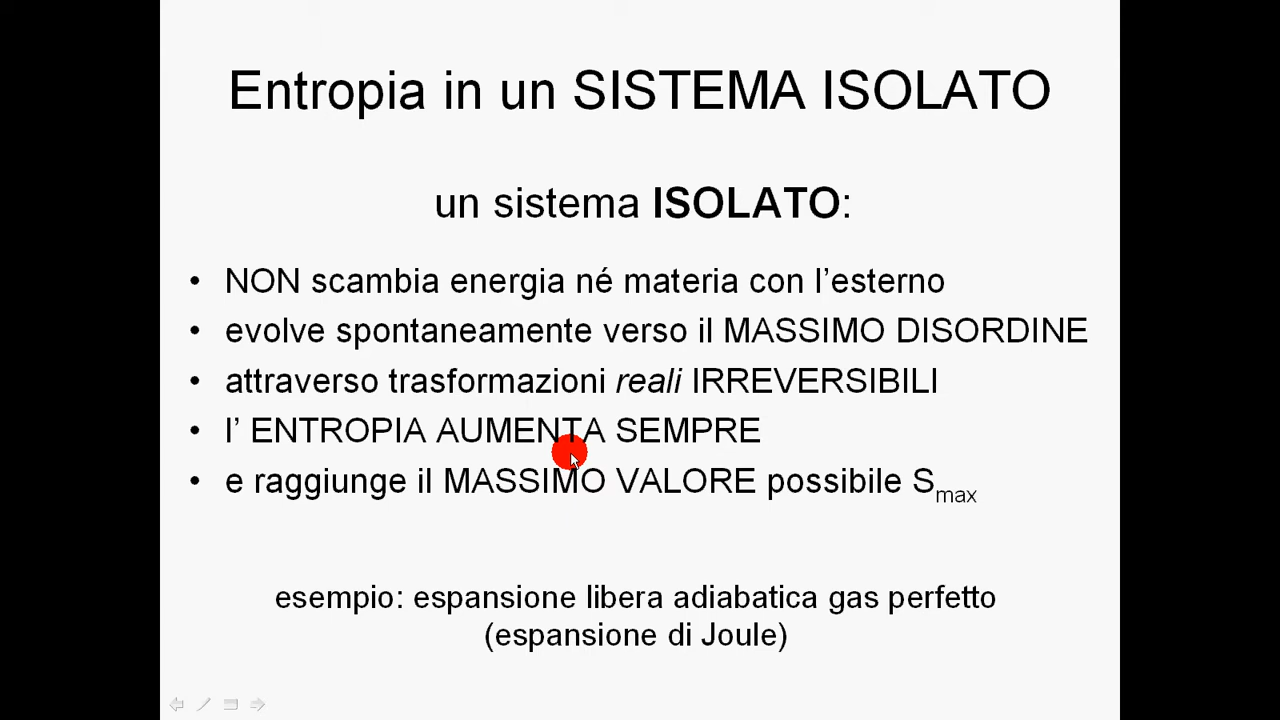 Entropia in un SISTEMA ISOLATO
un sistema ISOLATO:
• NON scambia energia né materia con l’esterno
• evolve spontaneamente verso il MASSIMO DISORDINE
• attraverso trasformazioni reali IRREVERSIBILI
• l’ ENTROPIA AUMENTA SEMPRE
• e raggiunge il MASSIMO VALORE possibile Smax
esempio: espansione libera adiabatica gas perfetto
(espansione di Joule)